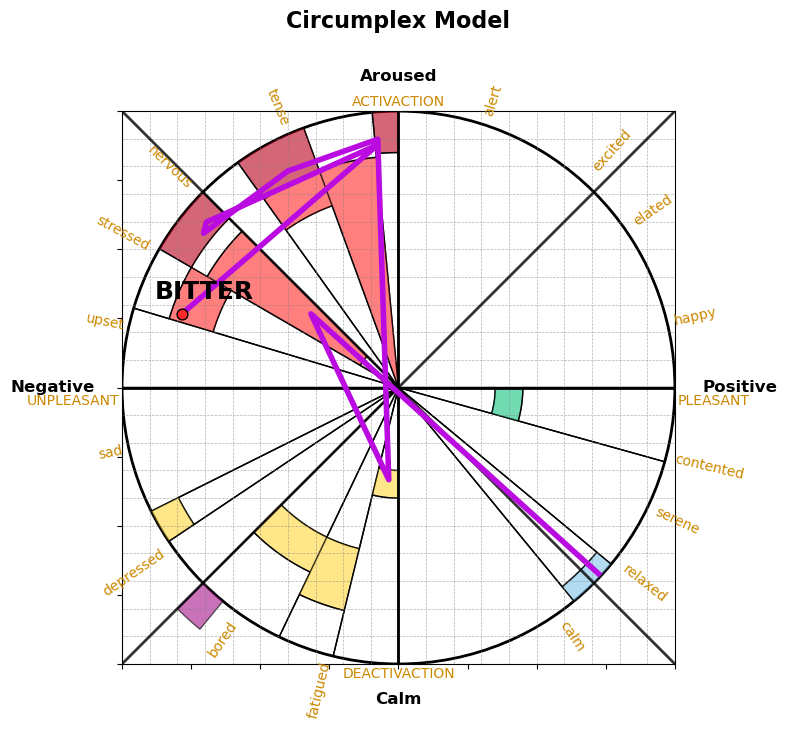 Circumplex Model
Aroused
ACTIVACTION
tense
alert
nervous
excited
stressed
elated
BITTER
upset
happy
Negative
Positive
UNPLEASANT
PLEASANT
sad
contented
serene
depressed
relaxed
bored
calm
fatigued
DEACTIVACTION
Calm